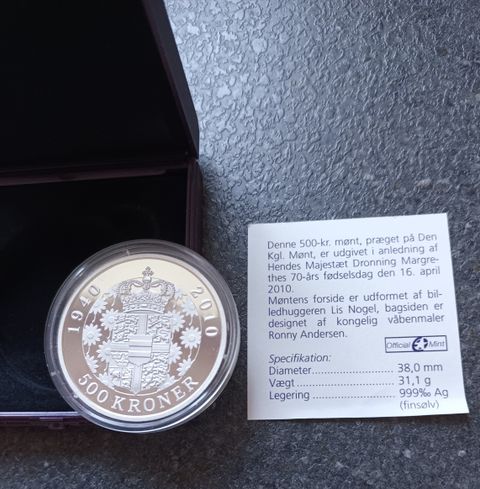 1940 2010
500 KRONER
Denne 500-kr. mønt, præget på Den
Kgl. Mønt, er udgivet i anledning af
Hendes Majestæt Dronning Margre-
thes 70-års fødselsdag den 16. april
2010.
Møntens forside er udformet af bil-
ledhuggeren Lis Nogel, bagsiden er
designet af kongelig våbenmaler
Ronny Andersen.
Official Mint
Specifikation:
Diameter........................ 38,0 mm
Vægt .............................. 31,1 g
Legering ........................ 999‰ Ag
(finsølv)